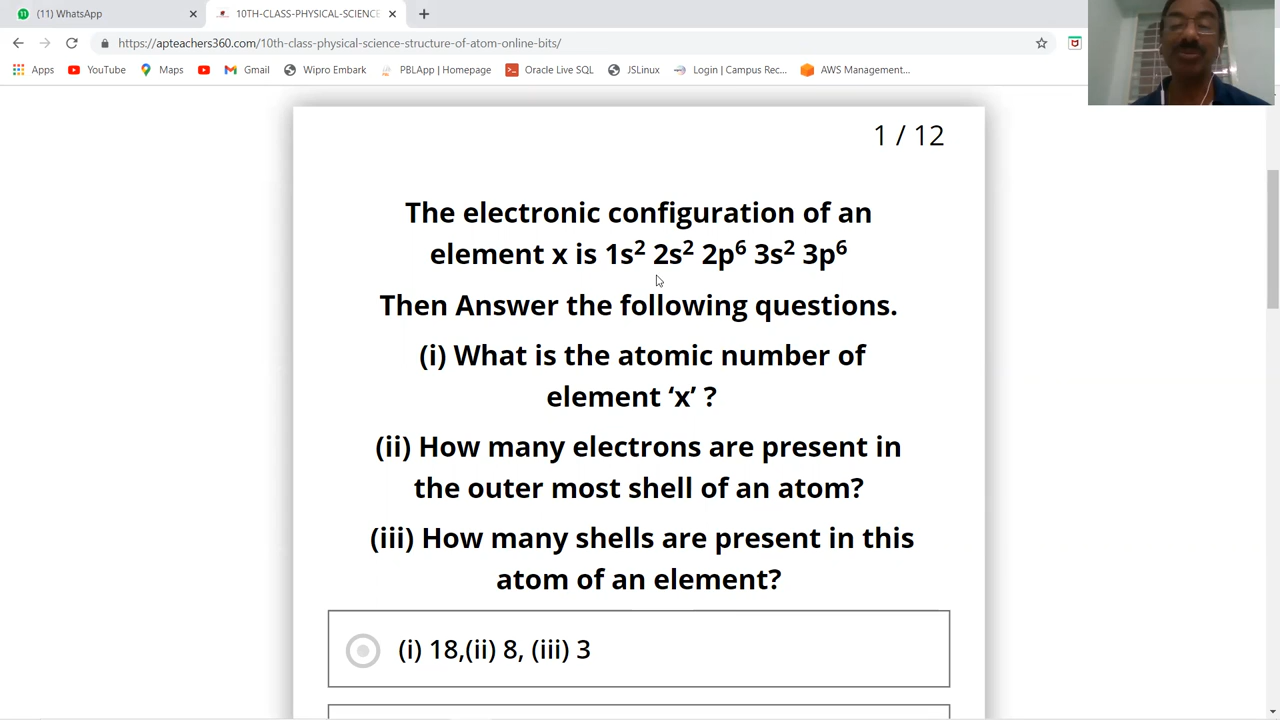 (11) WhatsApp
10TH-CLASS-PHYSICAL-SCIENCE
https://apteachers360.com/10th-class-physical-science-structure-of-atom-online-bits/
Apps YouTube Maps Gmail Wipro Embark PBLApp | Homepage Oracle Live SQL JSLinux Login | Campus Rec... AWS Management...
1 / 12
The electronic configuration of an
element x is 1s² 2s² 2p⁶ 3s² 3p⁶
Then Answer the following questions.
(i) What is the atomic number of
element ‘x’ ?
(ii) How many electrons are present in
the outer most shell of an atom?
(iii) How many shells are present in this
atom of an element?
(i) 18,(ii) 8, (iii) 3